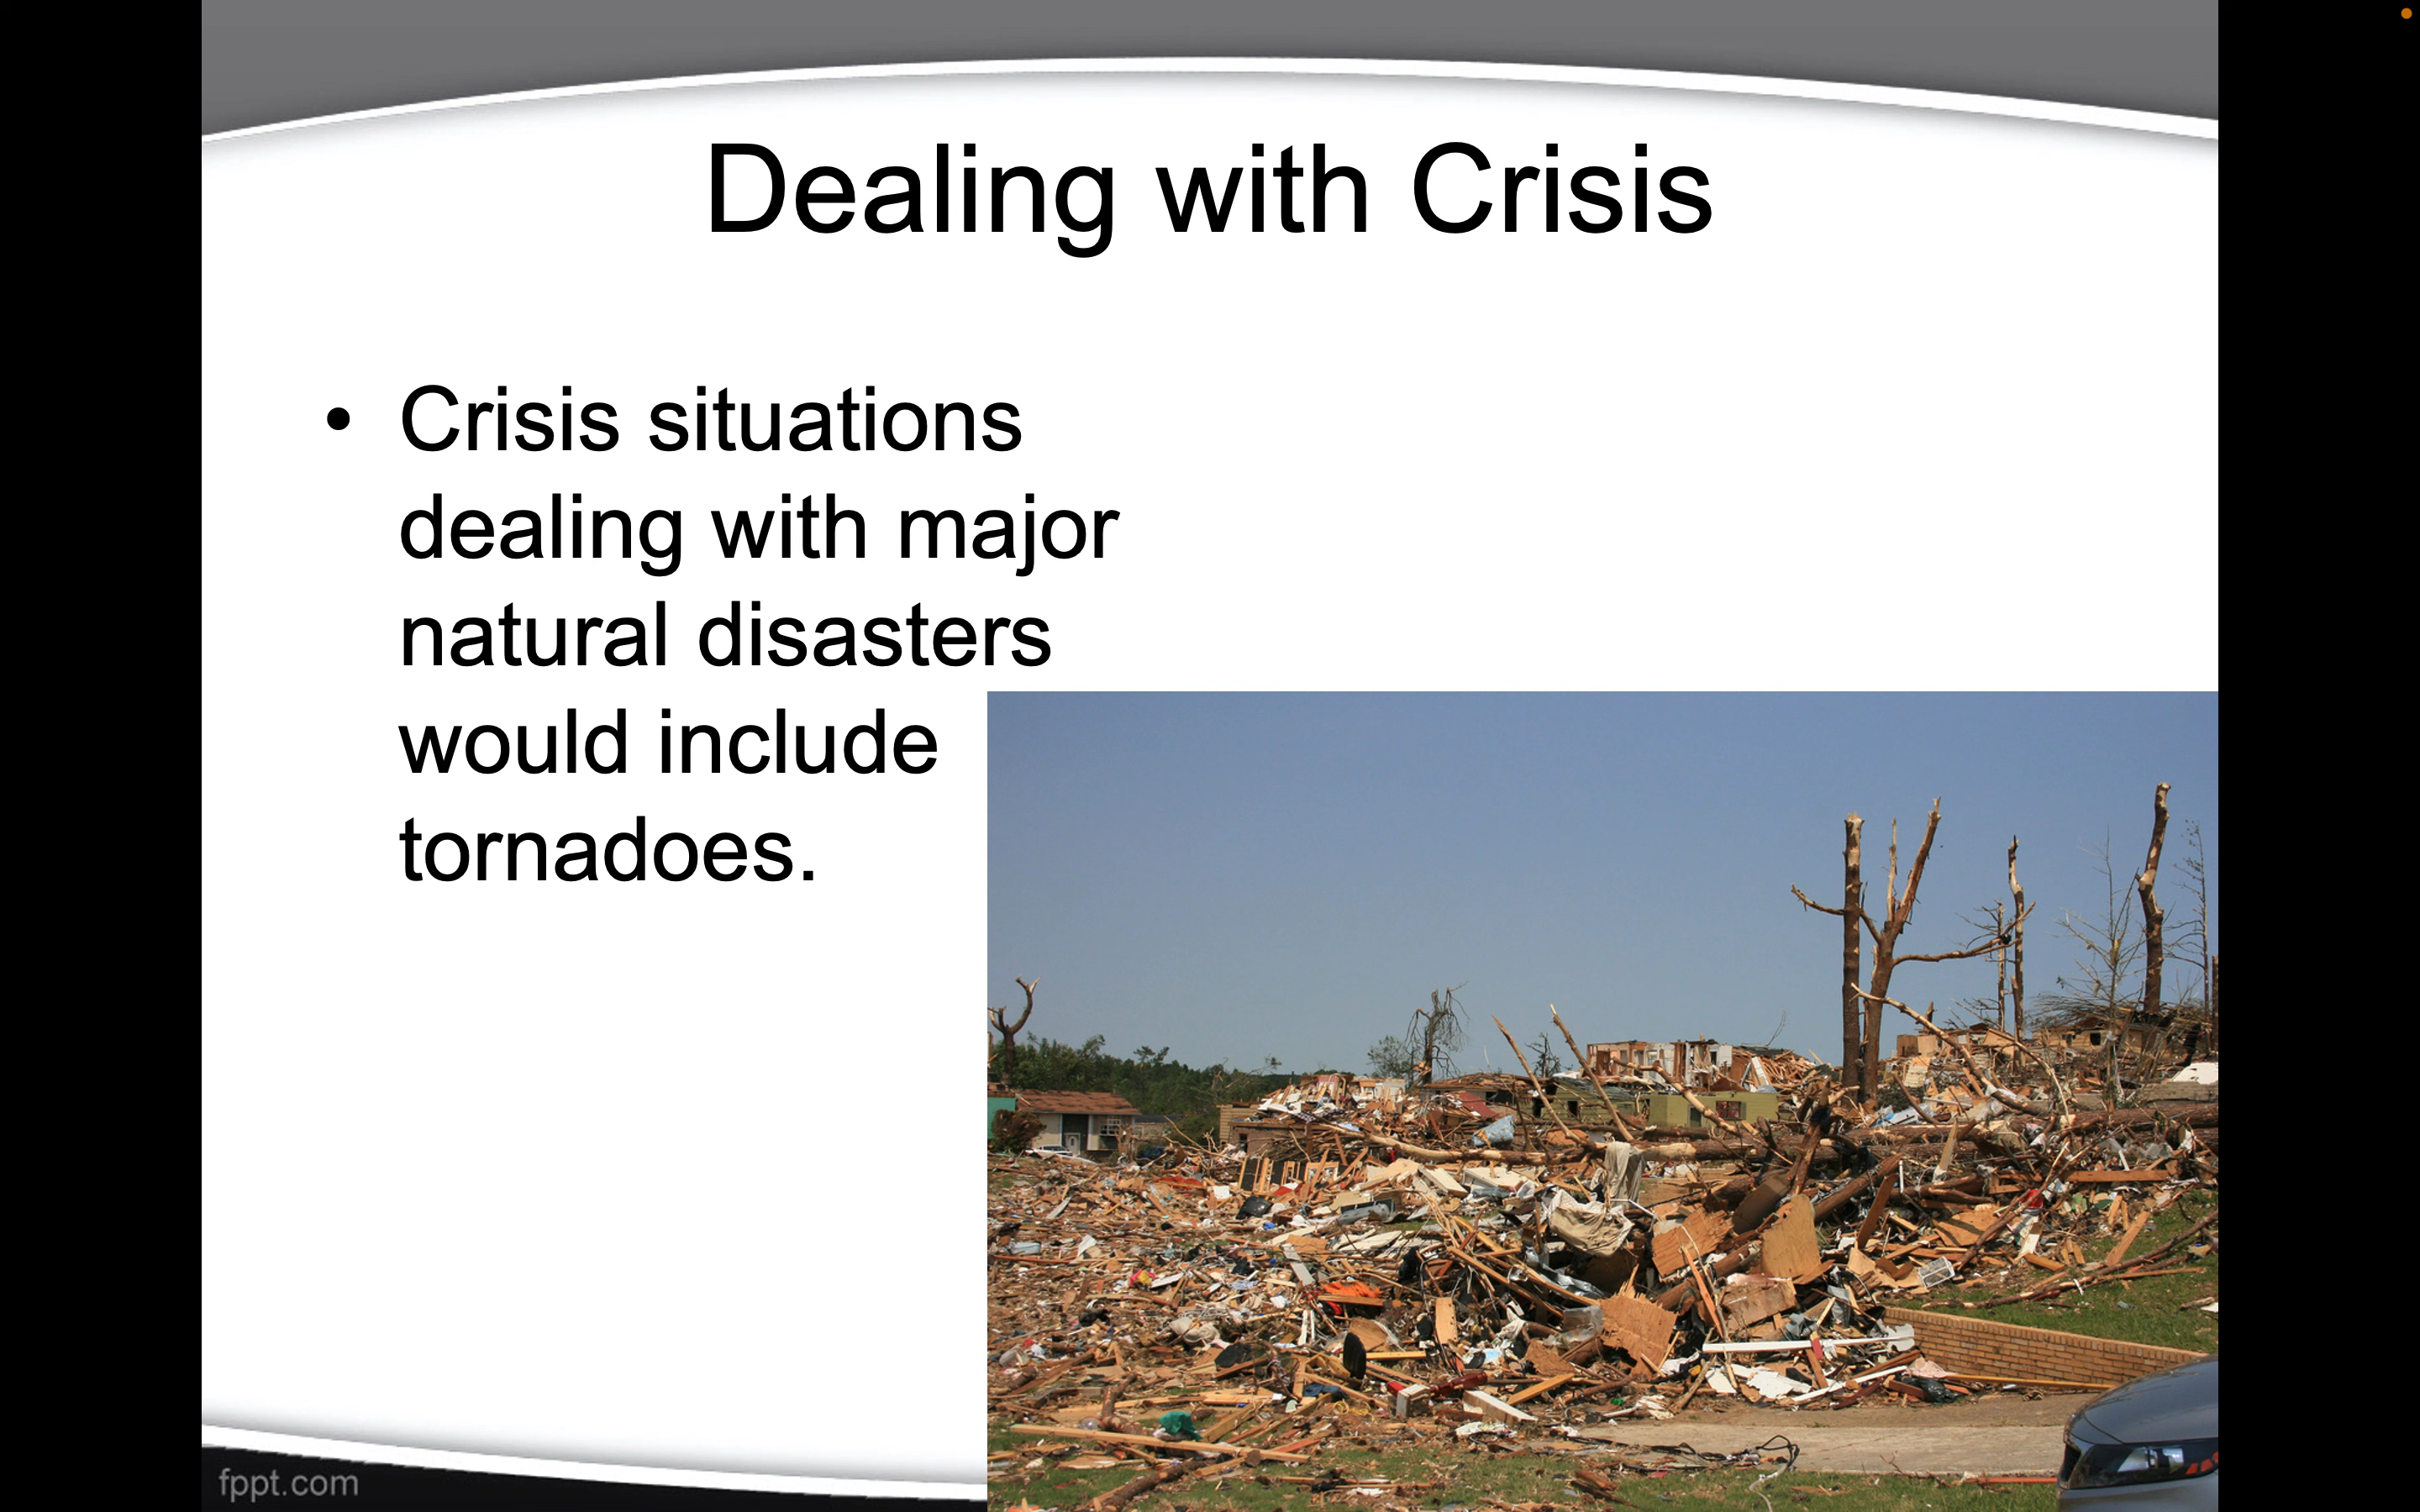 Dealing with Crisis
• Crisis situations
dealing with major
natural disasters
would include
tornadoes.
fppt.com